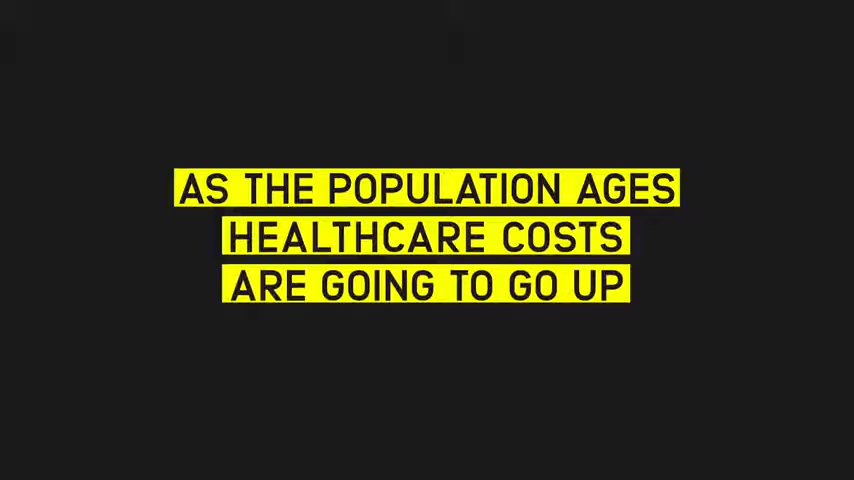 AS THE POPULATION AGES
HEALTHCARE COSTS
ARE GOING TO GO UP